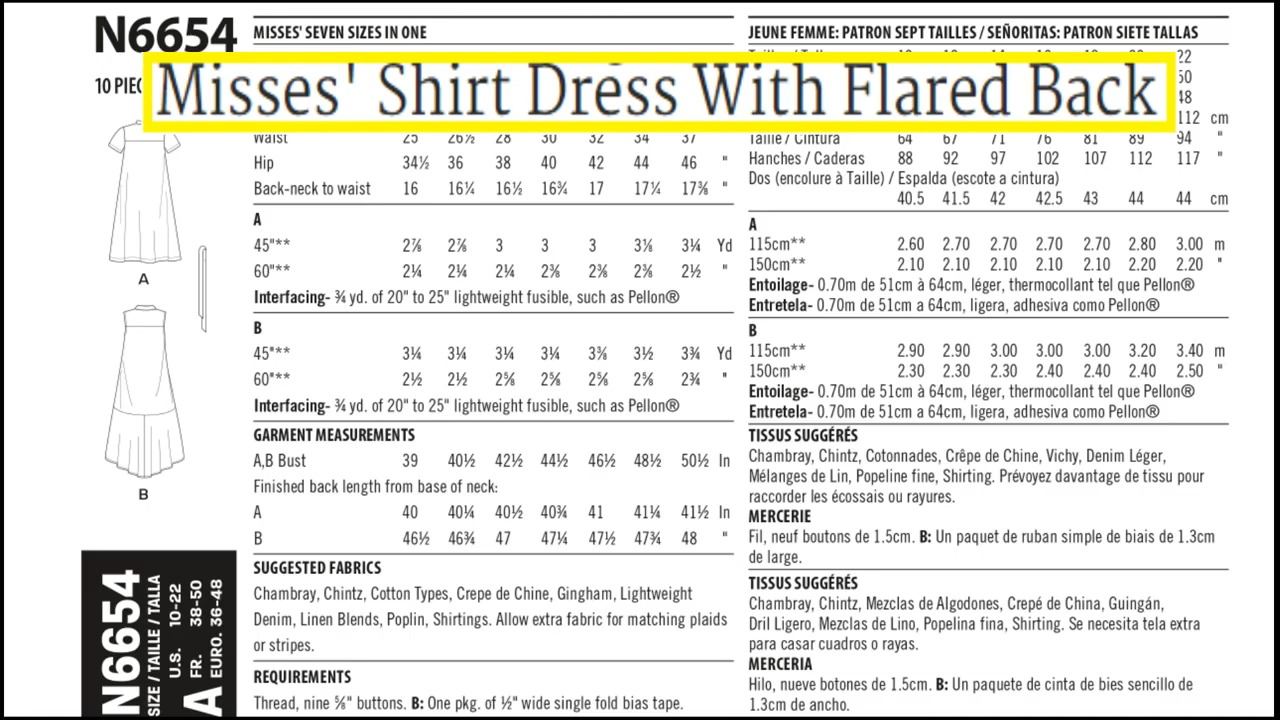 N6654
10 PIEC
Misses' Shirt Dress With Flared Back
A
B
N6654
SIZE / TAILLE / TALLA
U.S. 10-22
FR. 38-50
EURO. 36-48
A
MISSES' SEVEN SIZES IN ONE
Waist 25 26½ 28 30 32 34 37
Hip 34½ 36 38 40 42 44 46 "
Back-neck to waist 16 16¼ 16½ 16¾ 17 17¼ 17⅜ "
A
45"** 2⅞ 2⅞ 3 3 3 3⅛ 3¼ Yd
60"** 2¼ 2¼ 2¼ 2⅜ 2⅜ 2⅜ 2½ "
Interfacing- ¾ yd. of 20" to 25" lightweight fusible, such as Pellon®
B
45"** 3¼ 3¼ 3¼ 3¼ 3⅜ 3½ 3¾ Yd
60"** 2½ 2½ 2⅝ 2⅝ 2⅝ 2⅝ 2¾ "
Interfacing- ¾ yd. of 20" to 25" lightweight fusible, such as Pellon®
GARMENT MEASUREMENTS
A,B Bust 39 40½ 42½ 44½ 46½ 48½ 50½ In
Finished back length from base of neck:
A 40 40¼ 40½ 40¾ 41 41¼ 41½ In
B 46½ 46¾ 47 47¼ 47½ 47¾ 48 "
SUGGESTED FABRICS
Chambray, Chintz, Cotton Types, Crepe de Chine, Gingham, Lightweight
Denim, Linen Blends, Poplin, Shirtings. Allow extra fabric for matching plaids
or stripes.
REQUIREMENTS
Thread, nine ⅝" buttons. B: One pkg. of ½" wide single fold bias tape.
JEUNE FEMME: PATRON SEPT TAILLES / SEÑORITAS: PATRON SIETE TALLAS
22
50
48
112 cm
Taille / Cintura 64 67 71 76 81 89 94 "
Hanches / Caderas 88 92 97 102 107 112 117 "
Dos (encolure à Taille) / Espalda (escote a cintura)
40.5 41.5 42 42.5 43 44 44 cm
A
115cm** 2.60 2.70 2.70 2.70 2.70 2.80 3.00 m
150cm** 2.10 2.10 2.10 2.10 2.10 2.20 2.20 "
Entoilage- 0.70m de 51cm à 64cm, léger, thermocollant tel que Pellon®
Entretela- 0.70m de 51cm a 64cm, ligera, adhesiva como Pellon®
B
115cm** 2.90 2.90 3.00 3.00 3.00 3.20 3.40 m
150cm** 2.30 2.30 2.30 2.40 2.40 2.40 2.50 "
Entoilage- 0.70m de 51cm à 64cm, léger, thermocollant tel que Pellon®
Entretela- 0.70m de 51cm a 64cm, ligera, adhesiva como Pellon®
TISSUS SUGGÉRÉS
Chambray, Chintz, Cotonnades, Crêpe de Chine, Vichy, Denim Léger,
Mélanges de Lin, Popeline fine, Shirting. Prévoyez davantage de tissu pour
raccorder les écossais ou rayures.
MERCERIE
Fil, neuf boutons de 1.5cm. B: Un paquet de ruban simple de biais de 1.3cm
de large.
TISSUS SUGGÉRÉS
Chambray, Chintz, Mezclas de Algodones, Crepé de China, Guingán,
Dril Ligero, Mezclas de Lino, Popelina fina, Shirting. Se necesita tela extra
para casar cuadros o rayas.
MERCERIA
Hilo, nueve botones de 1.5cm. B: Un paquete de cinta de bies sencillo de
1.3cm de ancho.